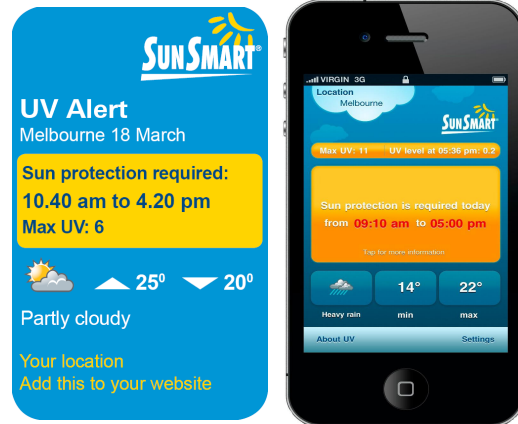 SunSmart®
UV Alert
Melbourne 18 March
Sun protection required:
10.40 am to 4.20 pm
Max UV: 6
25⁰ 20⁰
Partly cloudy
Your location
Add this to your website
VIRGIN 3G
Location
Melbourne
SunSmart
Max UV: 11 UV level at 05:36 pm: 0.2
Sun protection is required today
from 09:10 am to 05:00 pm
Tap for more information
14° 22°
Heavy rain min max
About UV Settings